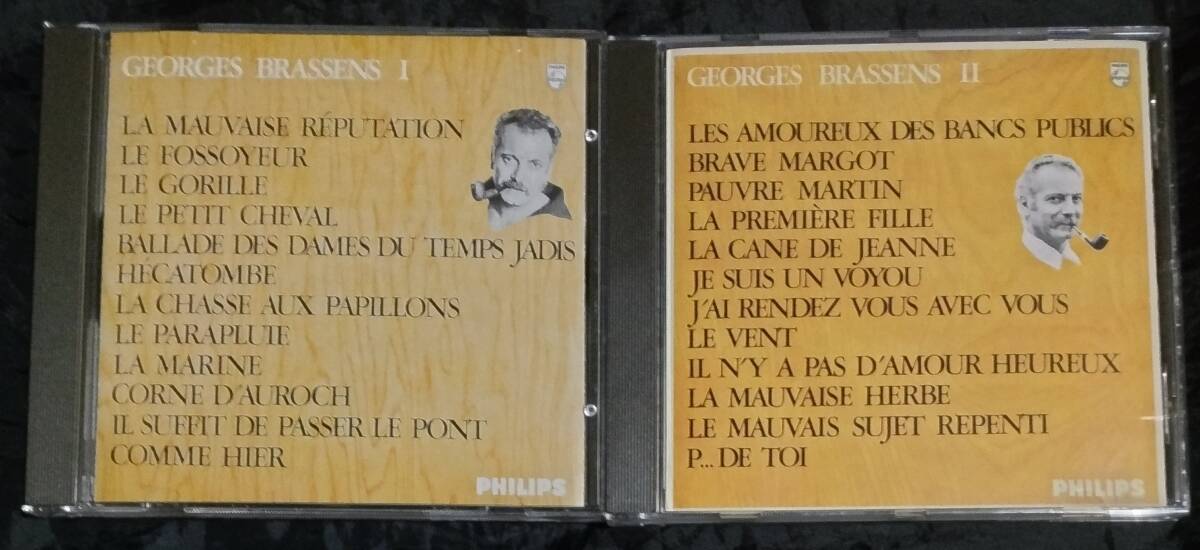 GEORGES BRASSENS I
LA MAUVAISE RÉPUTATION
LE FOSSOYEUR
LE GORILLE
LE PETIT CHEVAL
BALLADE DES DAMES DU TEMPS JADIS
HÉCATOMBE
LA CHASSE AUX PAPILLONS
LE PARAPLUIE
LA MARINE
CORNE D'AUROCH
IL SUFFIT DE PASSER LE PONT
COMME HIER
PHILIPS
GEORGES BRASSENS II
LES AMOUREUX DES BANCS PUBLICS
BRAVE MARGOT
PAUVRE MARTIN
LA PREMIÈRE FILLE
LA CANE DE JEANNE
JE SUIS UN VOYOU
J'AI RENDEZ VOUS AVEC VOUS
LE VENT
IL N'Y A PAS D'AMOUR HEUREUX
LA MAUVAISE HERBE
LE MAUVAIS SUJET REPENTI
P... DE TOI
PHILIPS